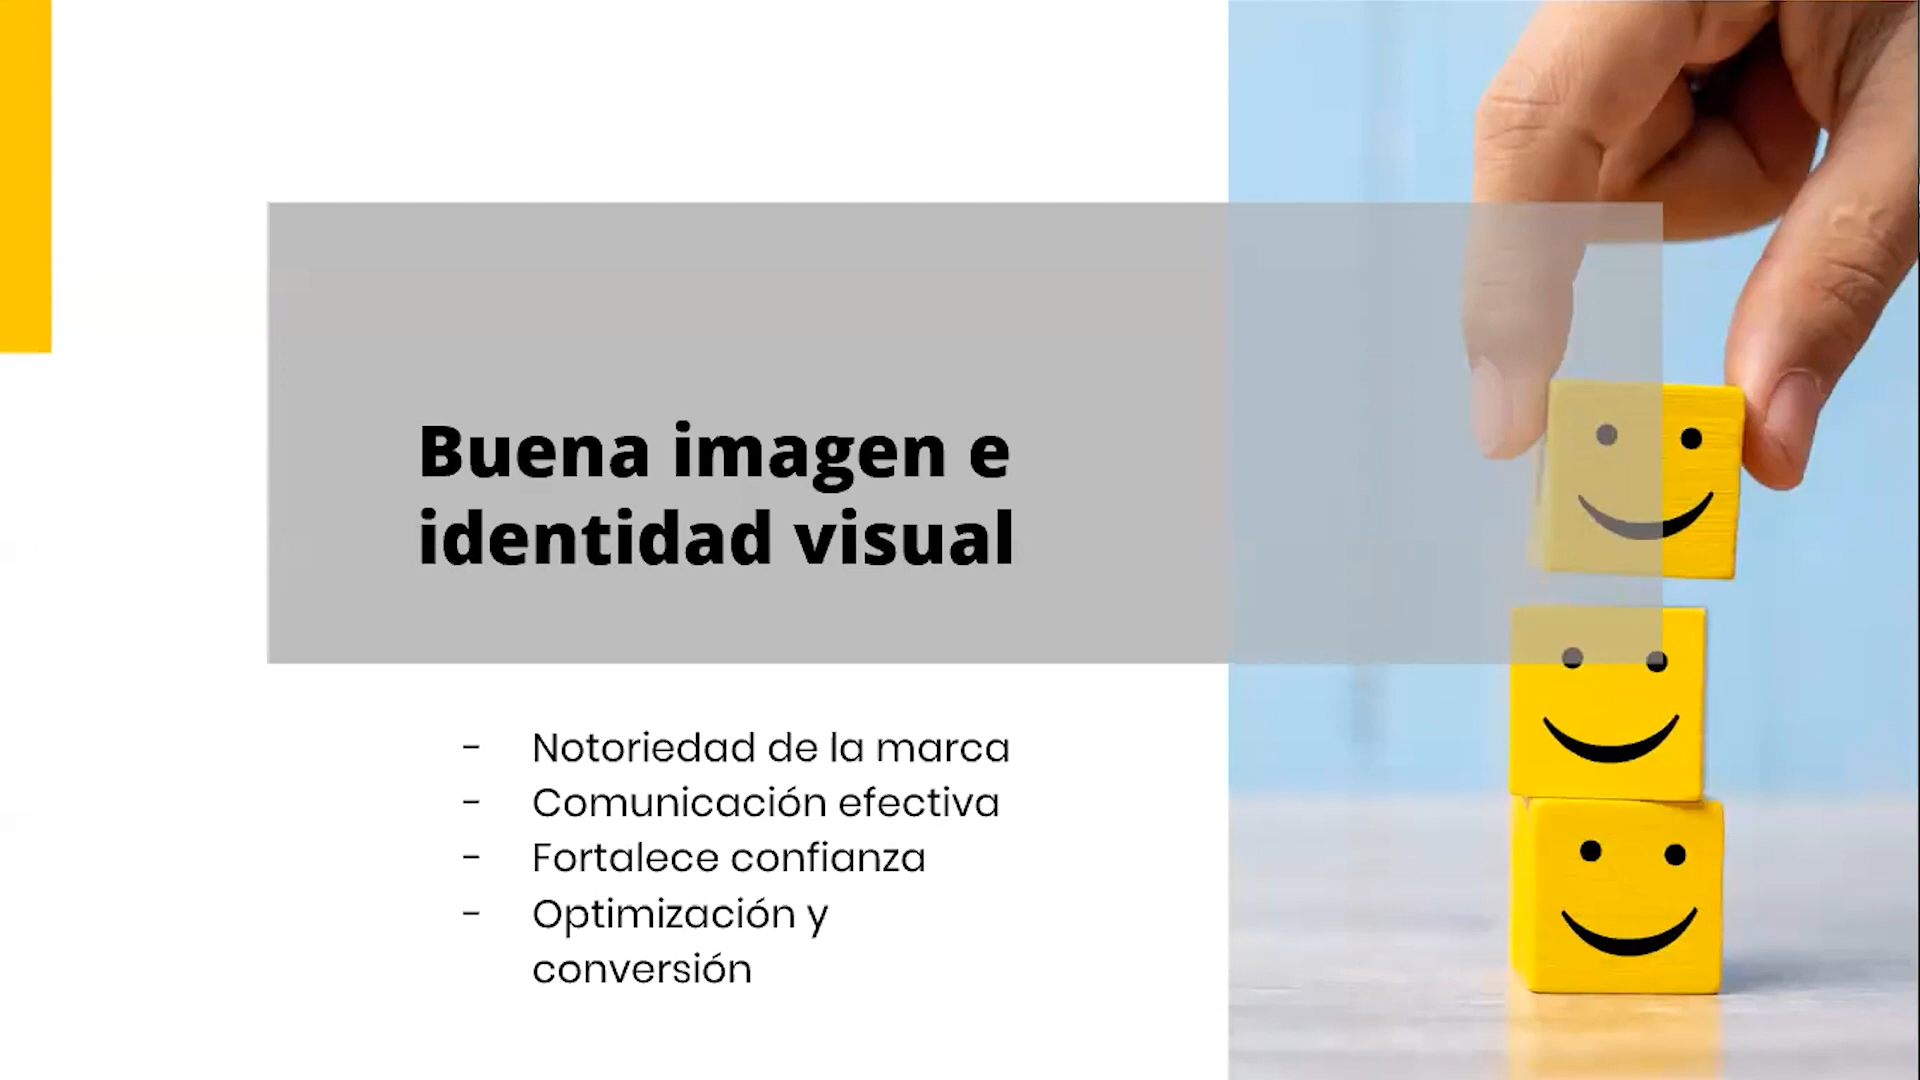 Buena imagen e
identidad visual
- Notoriedad de la marca
- Comunicación efectiva
- Fortalece confianza
- Optimización y
conversión